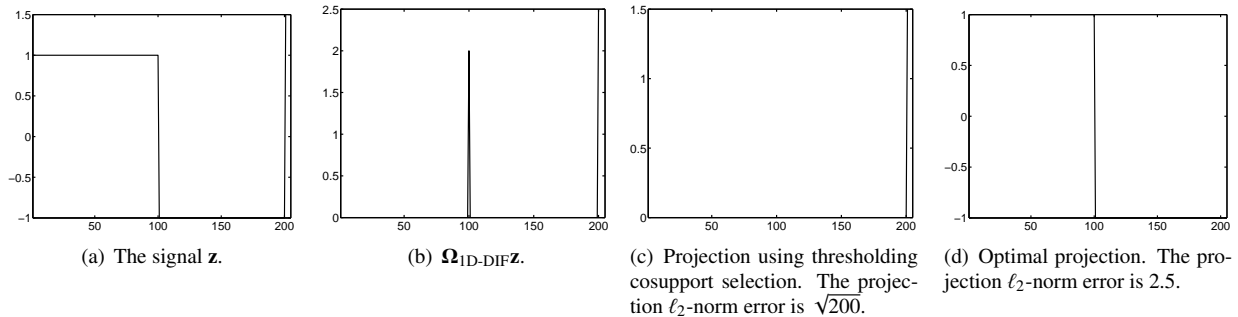 1.5
1
0.5
0
−0.5
−1
50 100 150 200
2.5
2
1.5
1
0.5
0
50 100 150 200
1.5
1
0.5
0
50 100 150 200
1
0.5
0
−0.5
−1
50 100 150 200
(a) The signal z.
(b) Ω1D-DIFz.
(c) Projection using thresholding
cosupport selection. The projec-
tion ℓ2-norm error is √200.
(d) Optimal projection. The pro-
jection ℓ2-norm error is 2.5.